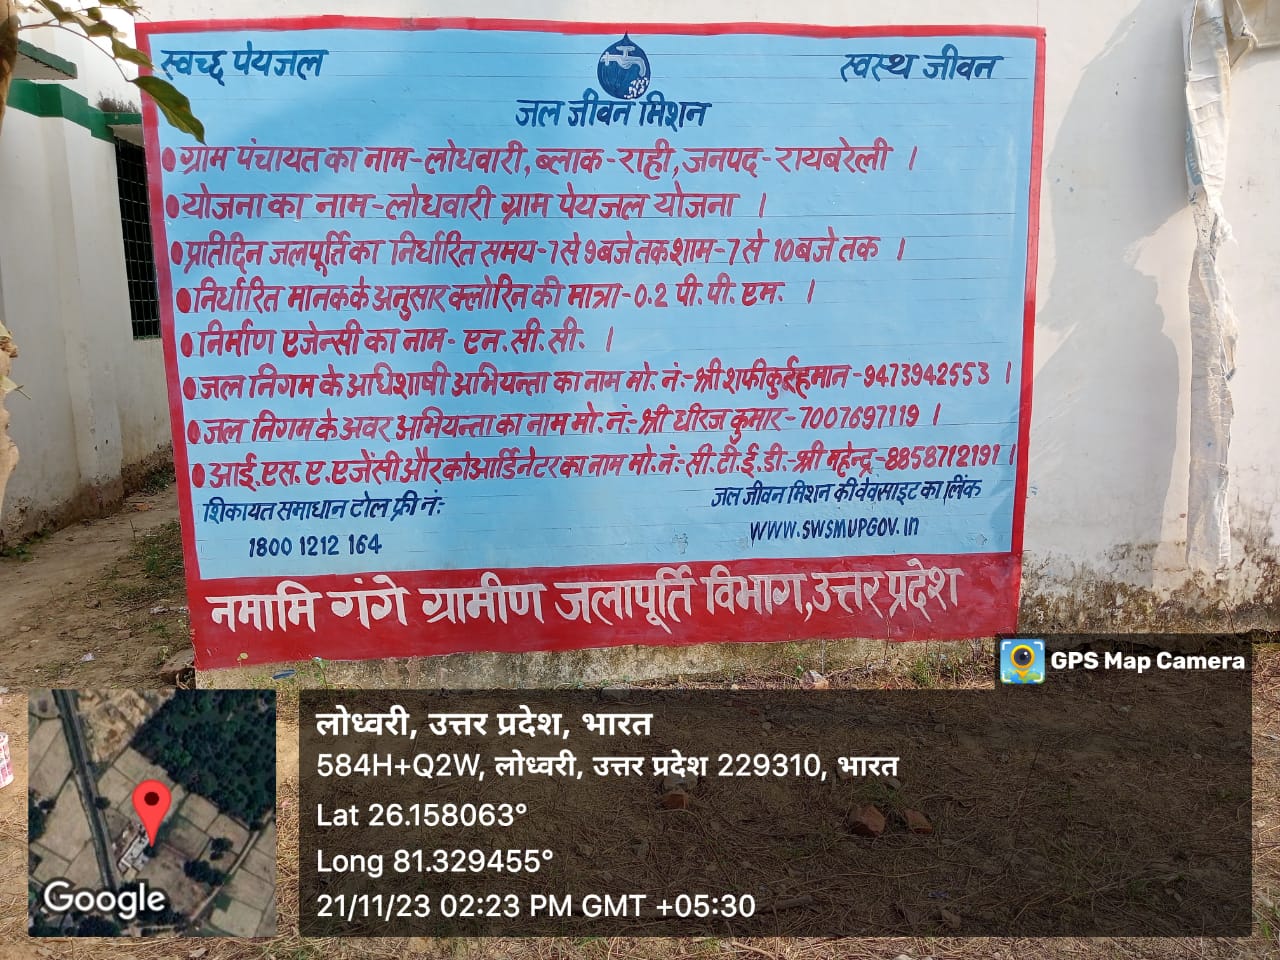 स्वच्छ पेयजल
स्वस्थ जीवन
जल जीवन मिशन
ग्राम पंचायत का नाम-लोधवारी, ब्लाक-राही, जनपद-रायबरेली ।
योजना का नाम-लोधवारी ग्राम पेयजल योजना ।
प्रतिदिन जलपूर्ति का निर्धारित समय-7 से 9 बजे तक शाम-7 से 10 बजे तक ।
निर्धारित मानक के अनुसार क्लोरिन की मात्रा-0.2 पी. पी. एम. ।
निर्माण एजेन्सी का नाम- एन. सी. सी. ।
जल निगम के अधिशाषी अभियन्ता का नाम मो. नं:-श्री शफीकुर्रहमान-9473942553 ।
जल निगम के अवर अभियन्ता का नाम मो. नं:-श्री धीरज कुमार-7007697119 ।
आई. एस. ए. एजेंसी और कोआर्डिनेटर का नाम मो. नं:-सी. टी. ई. डी.-श्री महेन्द्र-8858712191 ।
शिकायत समाधान टोल फ्री नं:-
1800 1212 164
जल जीवन मिशन की वेवसाइट का लिंक
WWW.SWSMUPGOV.in
नमामि गंगे ग्रामीण जलापूर्ति विभाग, उत्तर प्रदेश
GPS Map Camera
लोध्वरी, उत्तर प्रदेश, भारत
584H+Q2W, लोध्वरी, उत्तर प्रदेश 229310, भारत
Lat 26.158063°
Long 81.329455°
21/11/23 02:23 PM GMT +05:30
Google